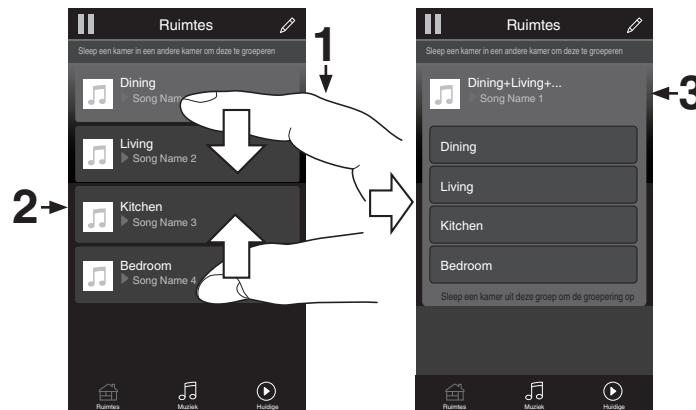 Ruimtes
Sleep een kamer in een andere kamer om deze te groeperen
1
Dining
Song Nam
Living
Song Name 2
2
Kitchen
Song Name 3
Bedroom
Song Name 4
Ruimtes
Muziek
Huidige
Ruimtes
Sleep een kamer in een andere kamer om deze te groeperen
Dining+Living+...
Song Name 1
3
Dining
Living
Kitchen
Bedroom
Sleep een kamer uit deze groep om de groepering op
Ruimtes
Muziek
Huidige